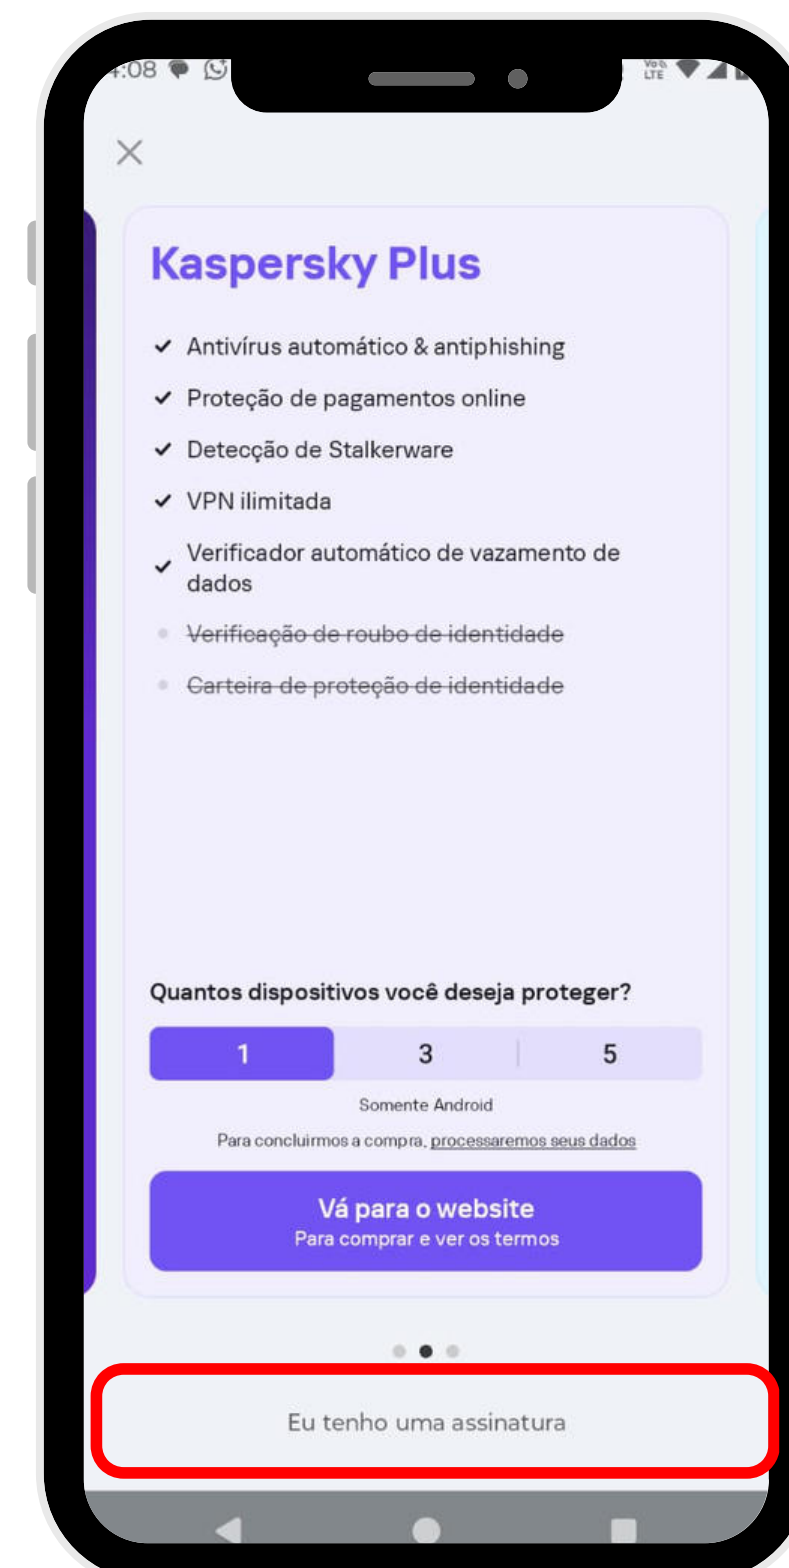 4:08
Vo))
LTE
Kaspersky Plus
Antivírus automático & antiphishing
Proteção de pagamentos online
Detecção de Stalkerware
VPN ilimitada
Verificador automático de vazamento de
dados
Verificação de roubo de identidade
Carteira de proteção de identidade
Quantos dispositivos você deseja proteger?
1 3 5
Somente Android
Para concluirmos a compra, processaremos seus dados
Vá para o website
Para comprar e ver os termos
Eu tenho uma assinatura